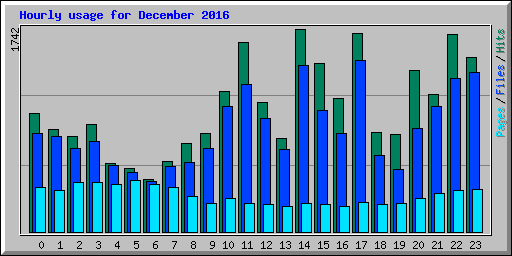 Hourly usage for December 2016
1742
Pages/Files/Hits
0 1 2 3 4 5 6 7 8 9 10 11 12 13 14 15 16 17 18 19 20 21 22 23